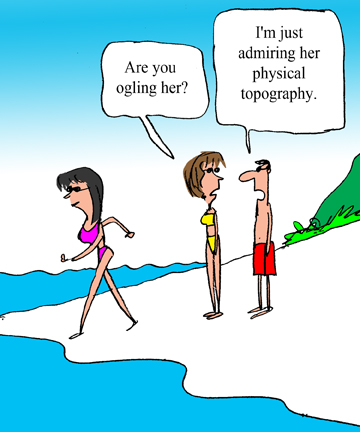 Are you
ogling her?
I'm just
admiring her
physical
topography.